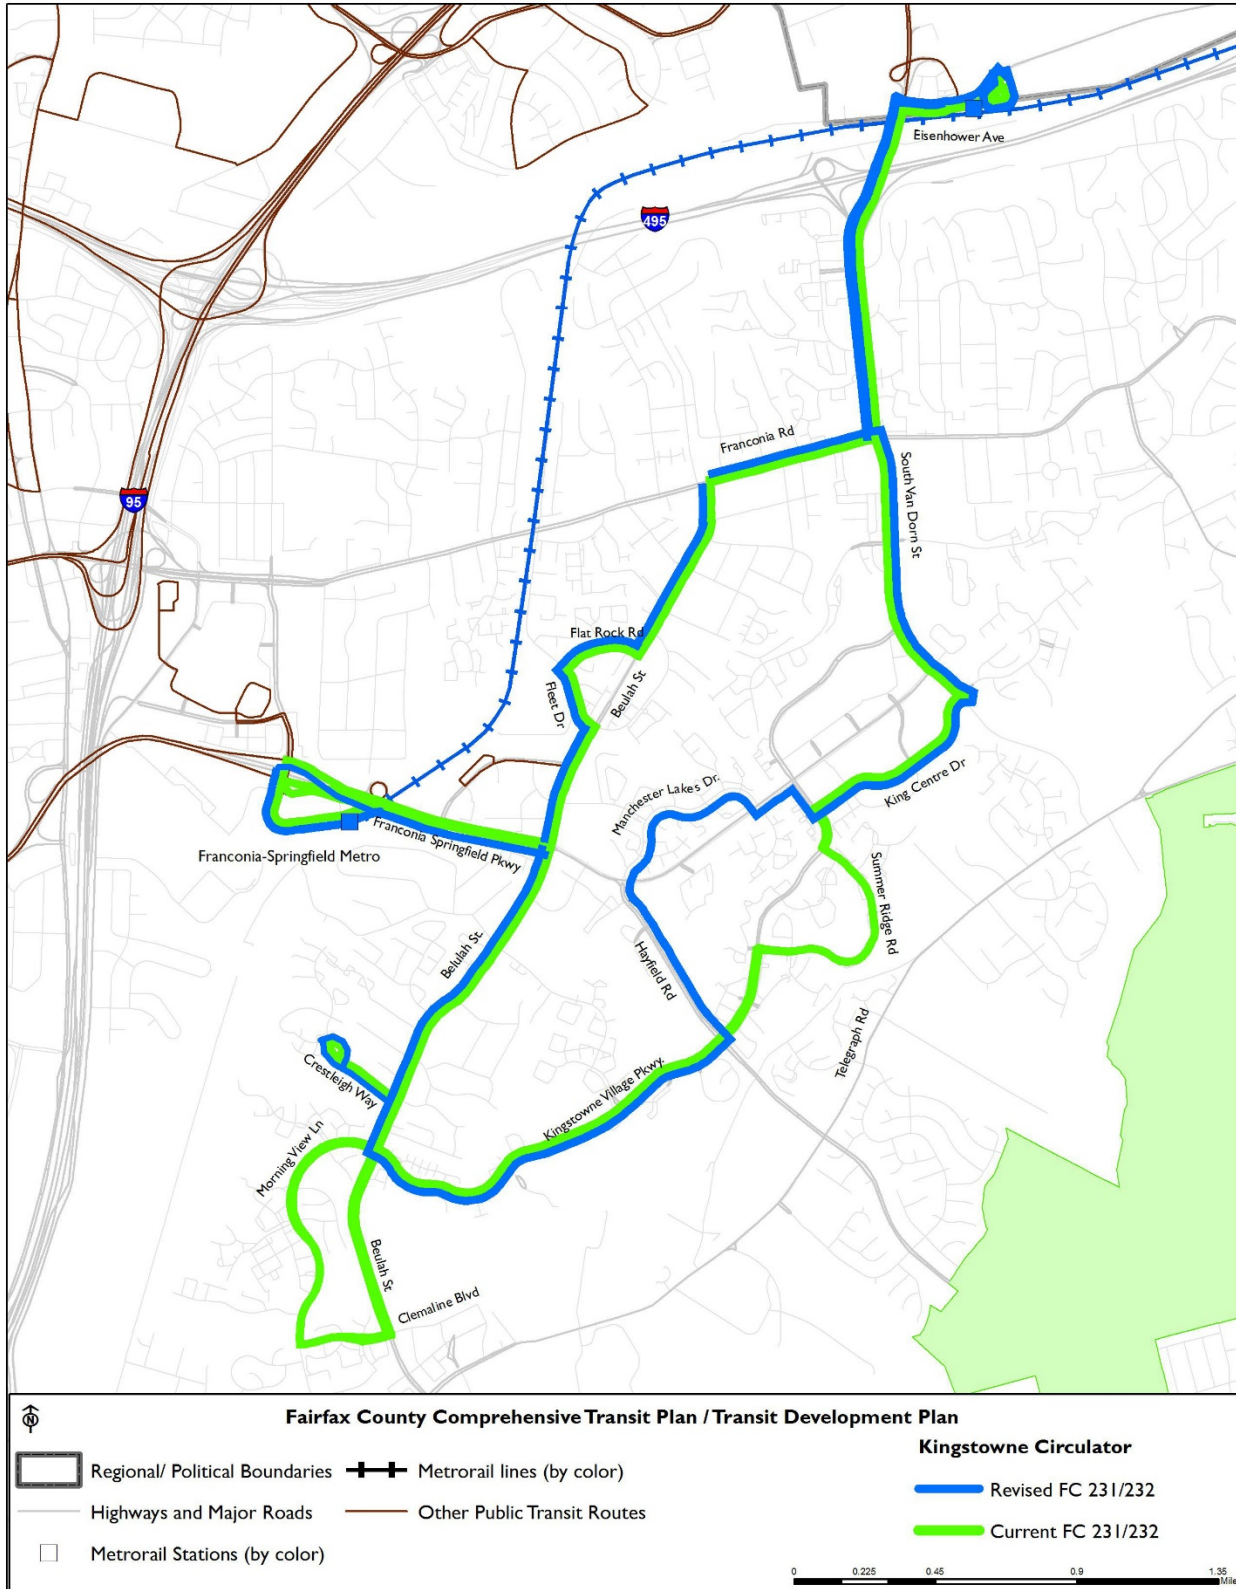 Eisenhower Ave
495
Franconia Rd
South Van Dorn St
95
Flat Rock Rd
Fleet Dr
Beulah St
Manchester Lakes Dr.
King Centre Dr
Franconia Springfield Pkwy
Franconia-Springfield Metro
Summer Ridge Rd
Belulah St.
Hayfield Rd
Telegraph Rd
Crestleigh Way
Kingstowne Village Pkwy.
Morning View Ln
Beulah St
Clemaline Blvd
N
Fairfax County Comprehensive Transit Plan / Transit Development Plan
Kingstowne Circulator
Regional/ Political Boundaries
Metrorail lines (by color)
Revised FC 231/232
Highways and Major Roads
Other Public Transit Routes
Current FC 231/232
Metrorail Stations (by color)
0 0.225 0.45 0.9 1.35